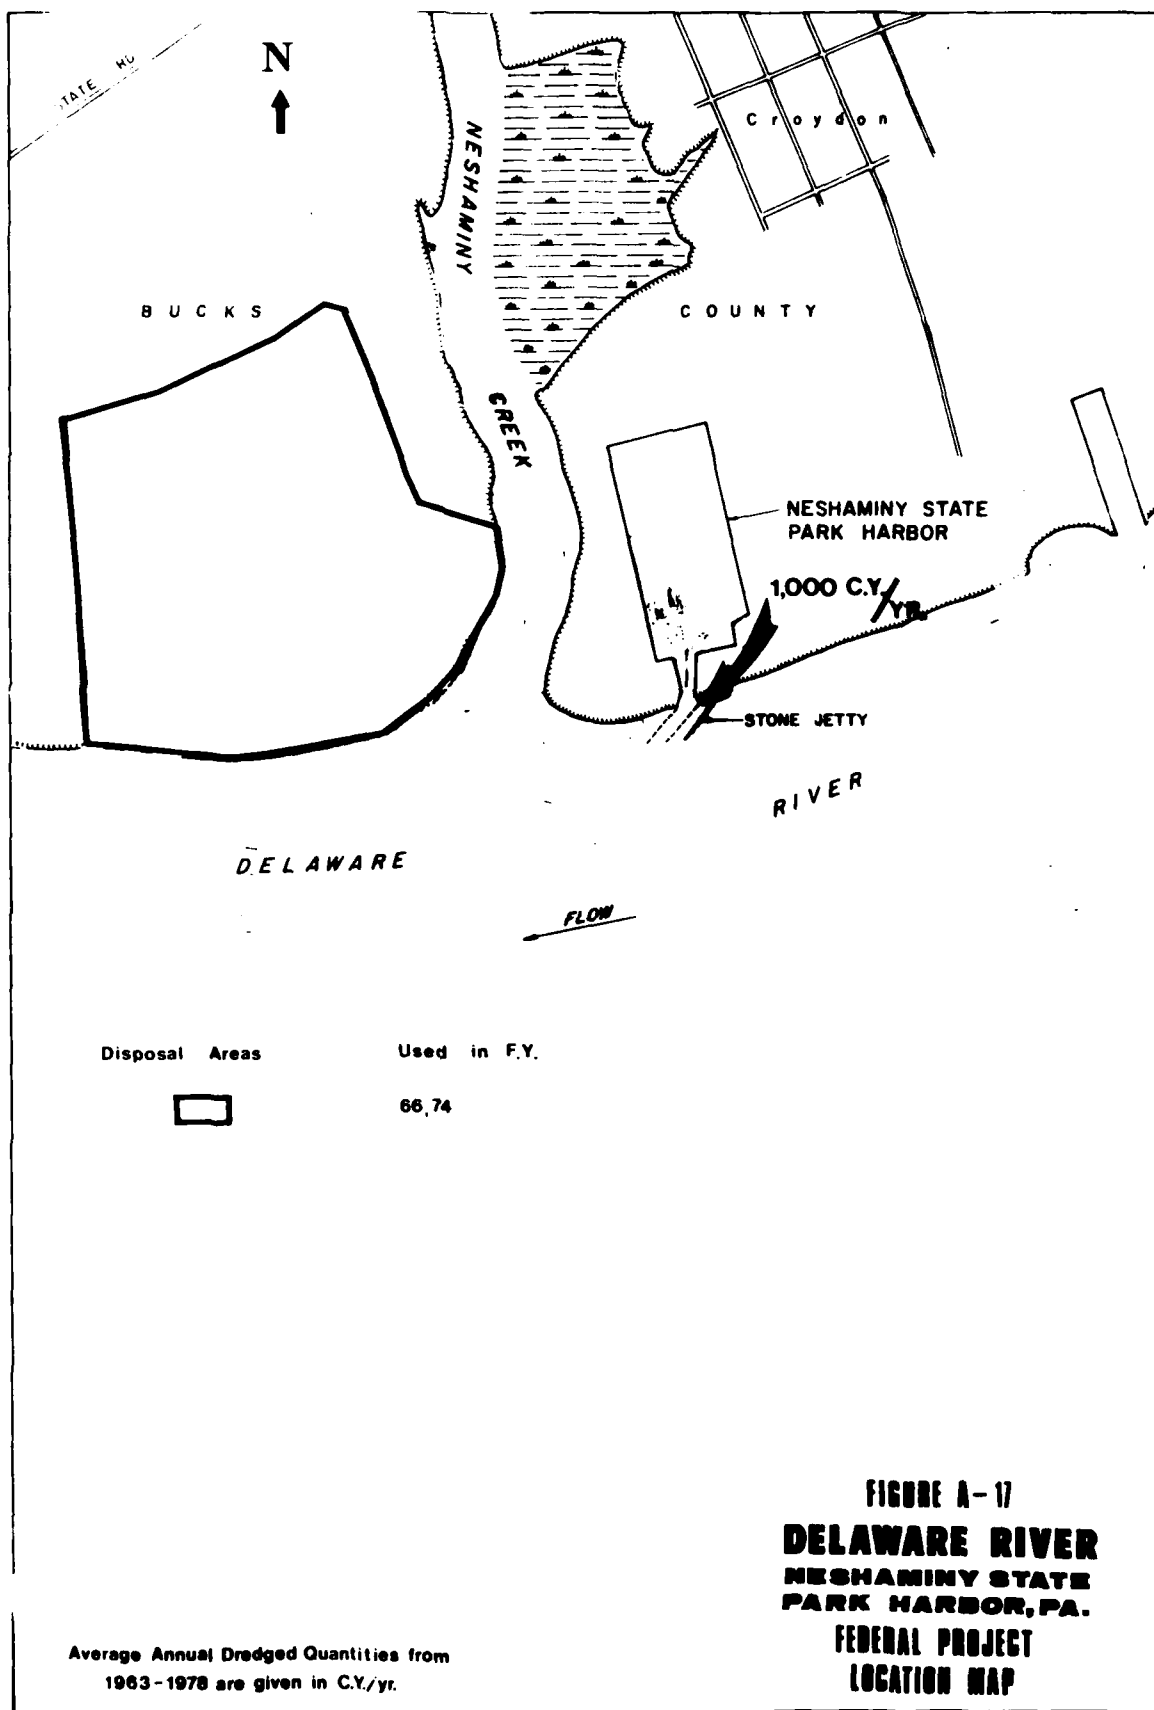 STATE RD
N
Croydon
NESHAMINY
BUCKS
COUNTY
CREEK
NESHAMINY STATE
PARK HARBOR
1,000 C.Y./YR.
STONE JETTY
RIVER
DELAWARE
FLOW
Disposal Areas
Used in F.Y.
66,74
FIGURE A-17
DELAWARE RIVER
NESHAMINY STATE
PARK HARBOR, PA.
FEDERAL PROJECT
LOCATION MAP
Average Annual Dredged Quantities from
1963-1978 are given in C.Y./yr.